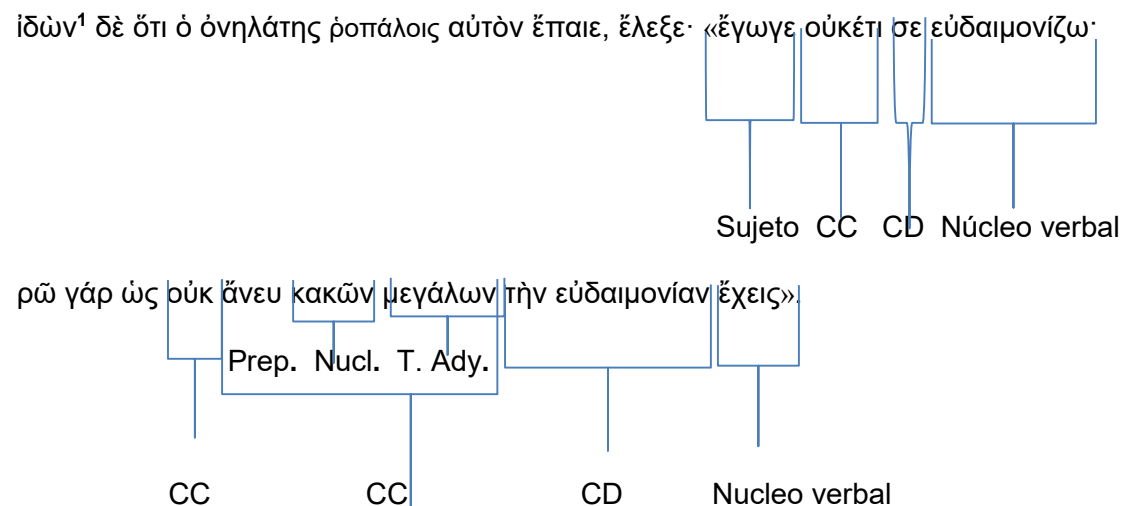 ἰδὼν¹ δὲ ὅτι ὁ ὀνηλάτης ῥοπάλοις αὐτὸν ἔπαιε, ἔλεξε· «ἔγωγε οὐκέτι σε εὐδαιμονίζω·
Sujeto CC CD Núcleo verbal
ρῶ γάρ ὡς οὐκ ἄνευ κακῶν μεγάλων τὴν εὐδαιμονίαν ἔχεις».
Prep. Nucl. T. Ady.
CC CC CD Nucleo verbal